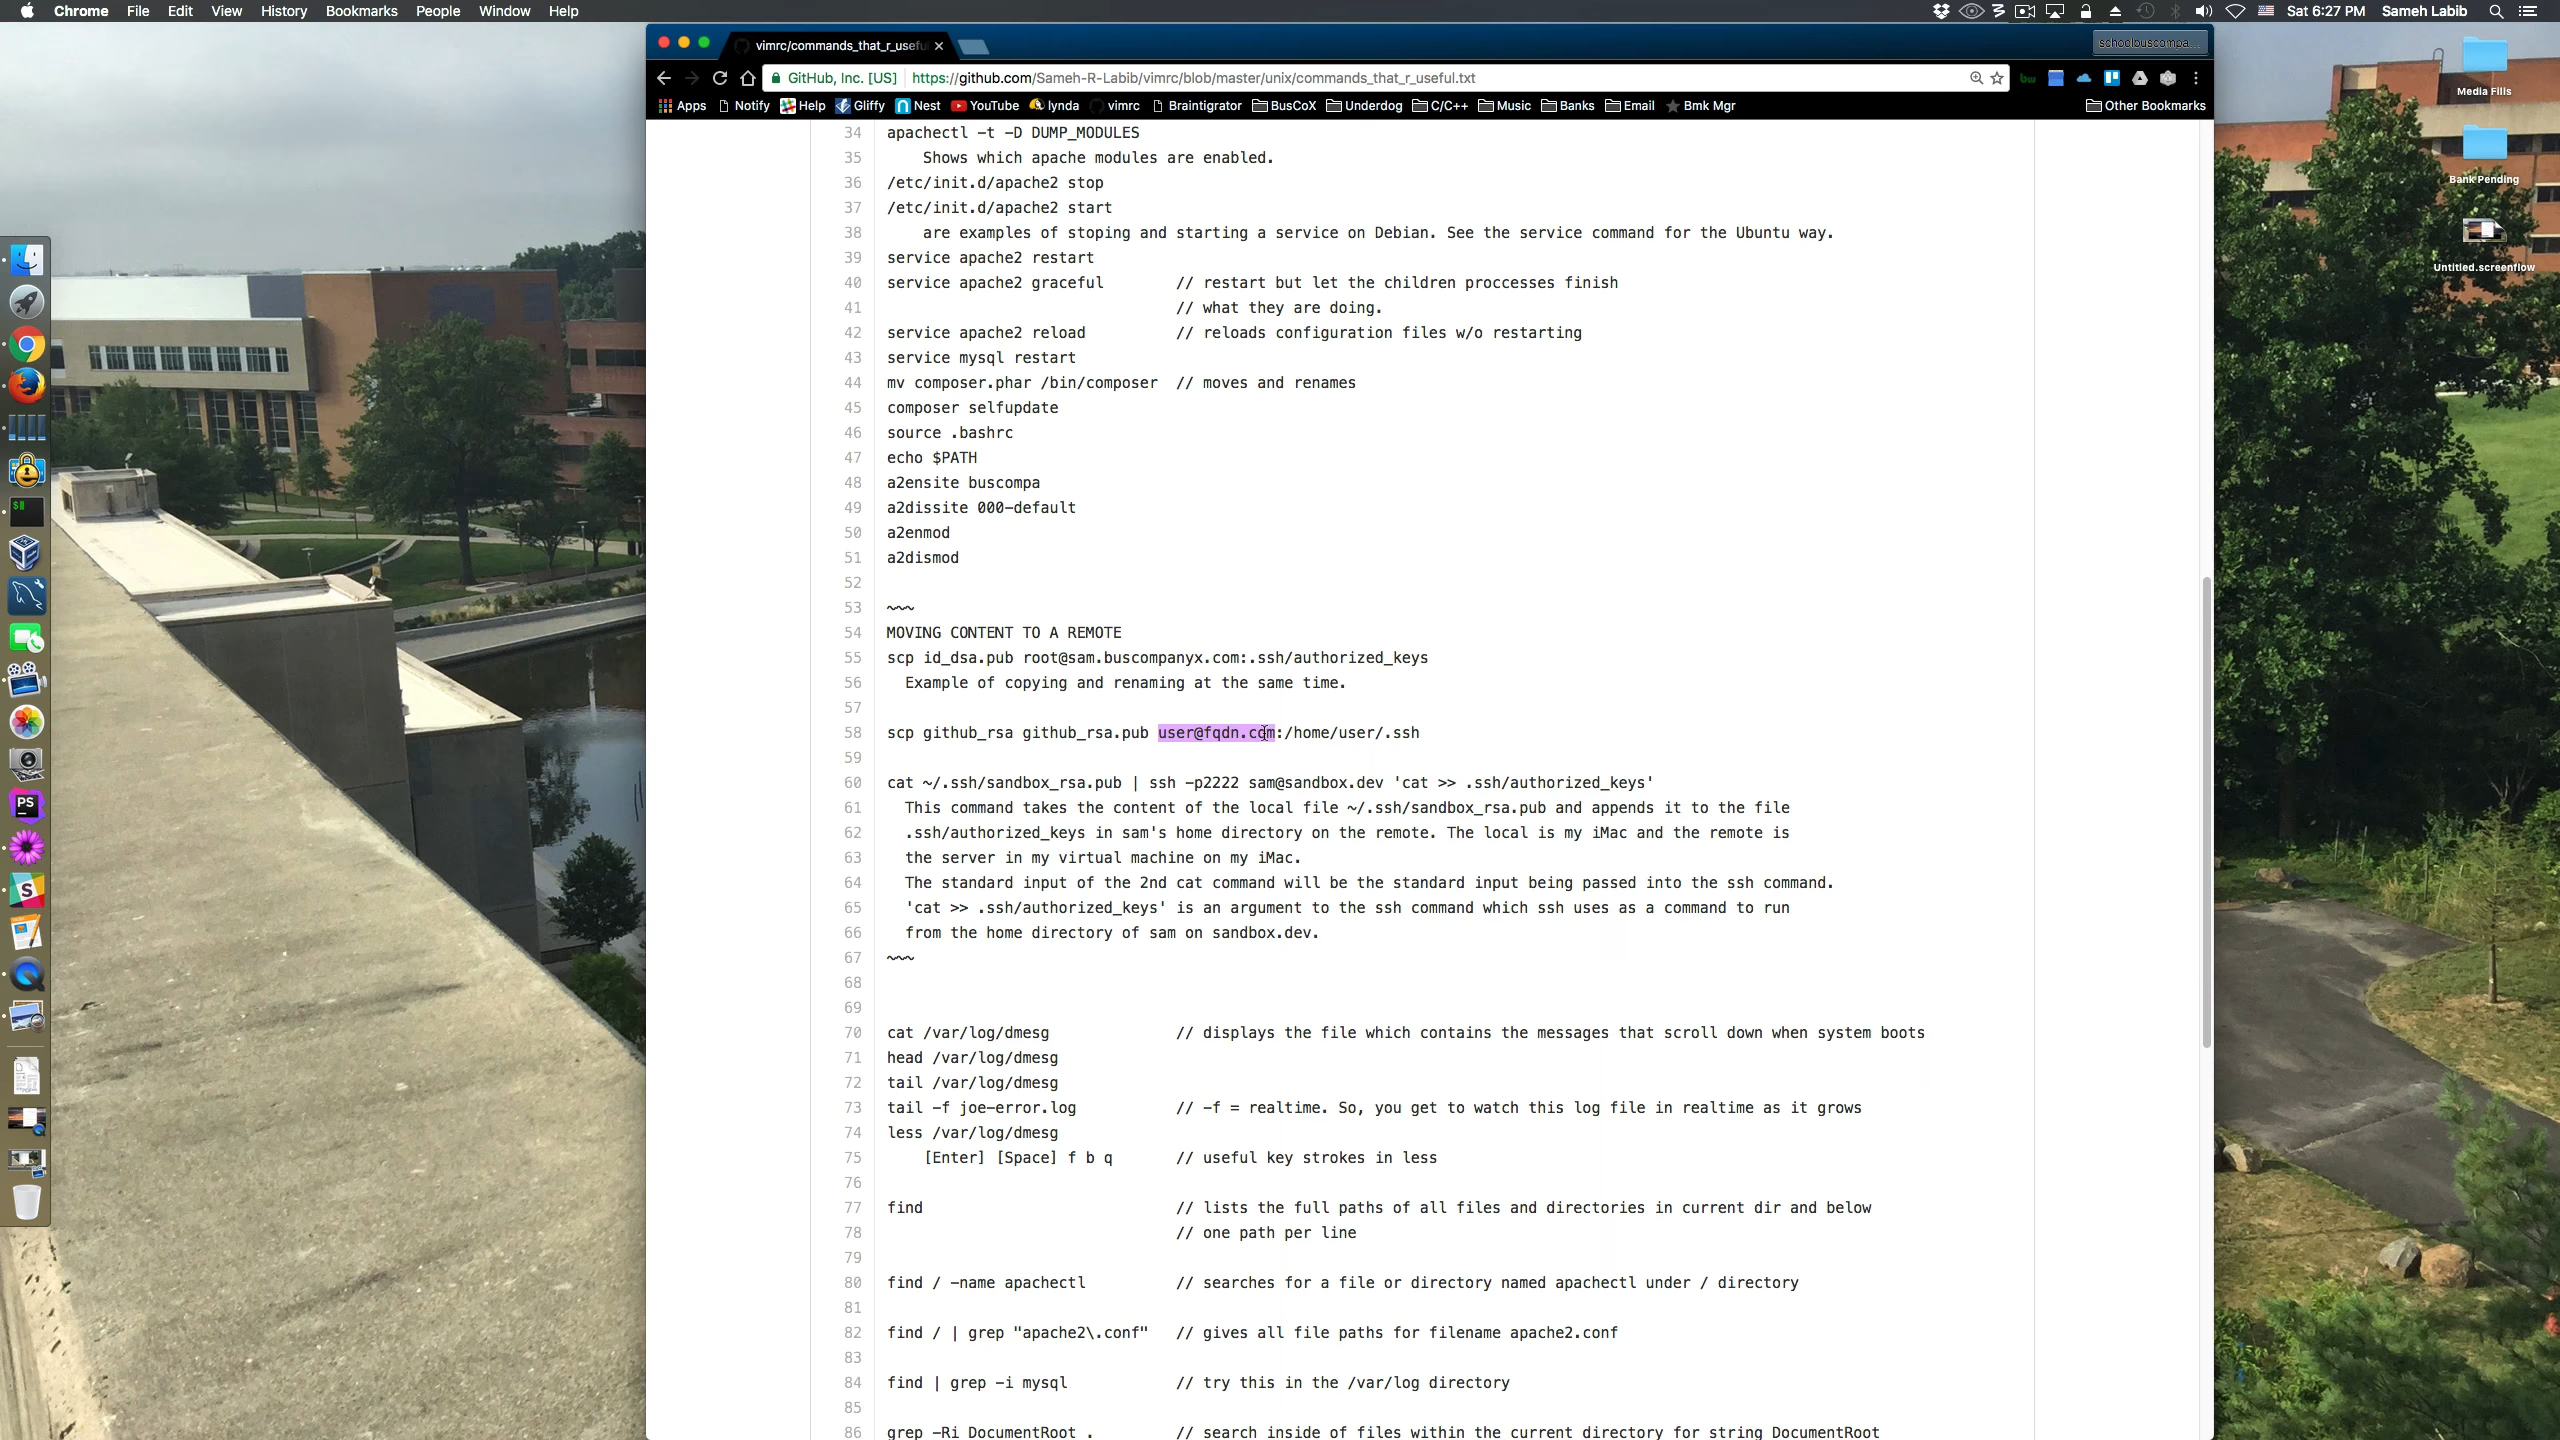 Chrome File Edit View History Bookmarks People Window Help
Sat 6:27 PM Sameh Labib
vimrc/commands_that_r_usefu
schoolbuscompa...
GitHub, Inc. [US] https://github.com/Sameh-R-Labib/vimrc/blob/master/unix/commands_that_r_useful.txt
Apps Notify Help Gliffy Nest YouTube lynda vimrc Braintigrator BusCoX Underdog C/C++ Music Banks Email Bmk Mgr Other Bookmarks
Media Fills
Bank Pending
Untitled.screenflow
34 apachectl -t -D DUMP_MODULES
35 Shows which apache modules are enabled.
36 /etc/init.d/apache2 stop
37 /etc/init.d/apache2 start
38 are examples of stoping and starting a service on Debian. See the service command for the Ubuntu way.
39 service apache2 restart
40 service apache2 graceful // restart but let the children proccesses finish
41 // what they are doing.
42 service apache2 reload // reloads configuration files w/o restarting
43 service mysql restart
44 mv composer.phar /bin/composer // moves and renames
45 composer selfupdate
46 source .bashrc
47 echo $PATH
48 a2ensite buscompa
49 a2dissite 000-default
50 a2enmod
51 a2dismod
52
53 ~~~
54 MOVING CONTENT TO A REMOTE
55 scp id_dsa.pub root@sam.buscompanyx.com:.ssh/authorized_keys
56 Example of copying and renaming at the same time.
57
58 scp github_rsa github_rsa.pub user@fqdn.com:/home/user/.ssh
59
60 cat ~/.ssh/sandbox_rsa.pub | ssh -p2222 sam@sandbox.dev 'cat >> .ssh/authorized_keys'
61 This command takes the content of the local file ~/.ssh/sandbox_rsa.pub and appends it to the file
62 .ssh/authorized_keys in sam's home directory on the remote. The local is my iMac and the remote is
63 the server in my virtual machine on my iMac.
64 The standard input of the 2nd cat command will be the standard input being passed into the ssh command.
65 'cat >> .ssh/authorized_keys' is an argument to the ssh command which ssh uses as a command to run
66 from the home directory of sam on sandbox.dev.
67 ~~~
68
69
70 cat /var/log/dmesg // displays the file which contains the messages that scroll down when system boots
71 head /var/log/dmesg
72 tail /var/log/dmesg
73 tail -f joe-error.log // -f = realtime. So, you get to watch this log file in realtime as it grows
74 less /var/log/dmesg
75 [Enter] [Space] f b q // useful key strokes in less
76
77 find // lists the full paths of all files and directories in current dir and below
78 // one path per line
79
80 find / -name apachectl // searches for a file or directory named apachectl under / directory
81
82 find / | grep "apache2\.conf" // gives all file paths for filename apache2.conf
83
84 find | grep -i mysql // try this in the /var/log directory
85
86 grep -Ri DocumentRoot . // search inside of files within the current directory for string DocumentRoot